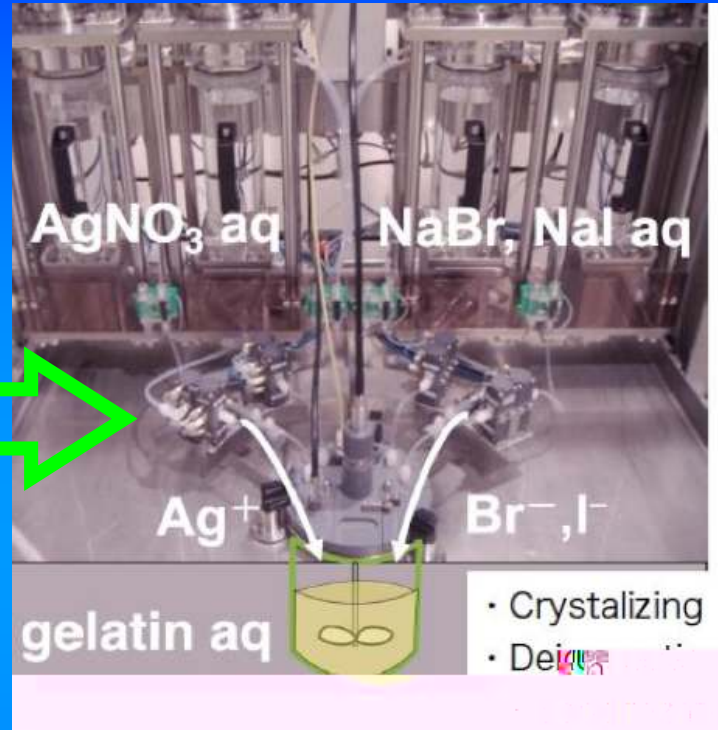 AgNO₃ aq
NaBr, NaI aq
Ag⁺
Br⁻,I⁻
gelatin aq
· Crystalizing